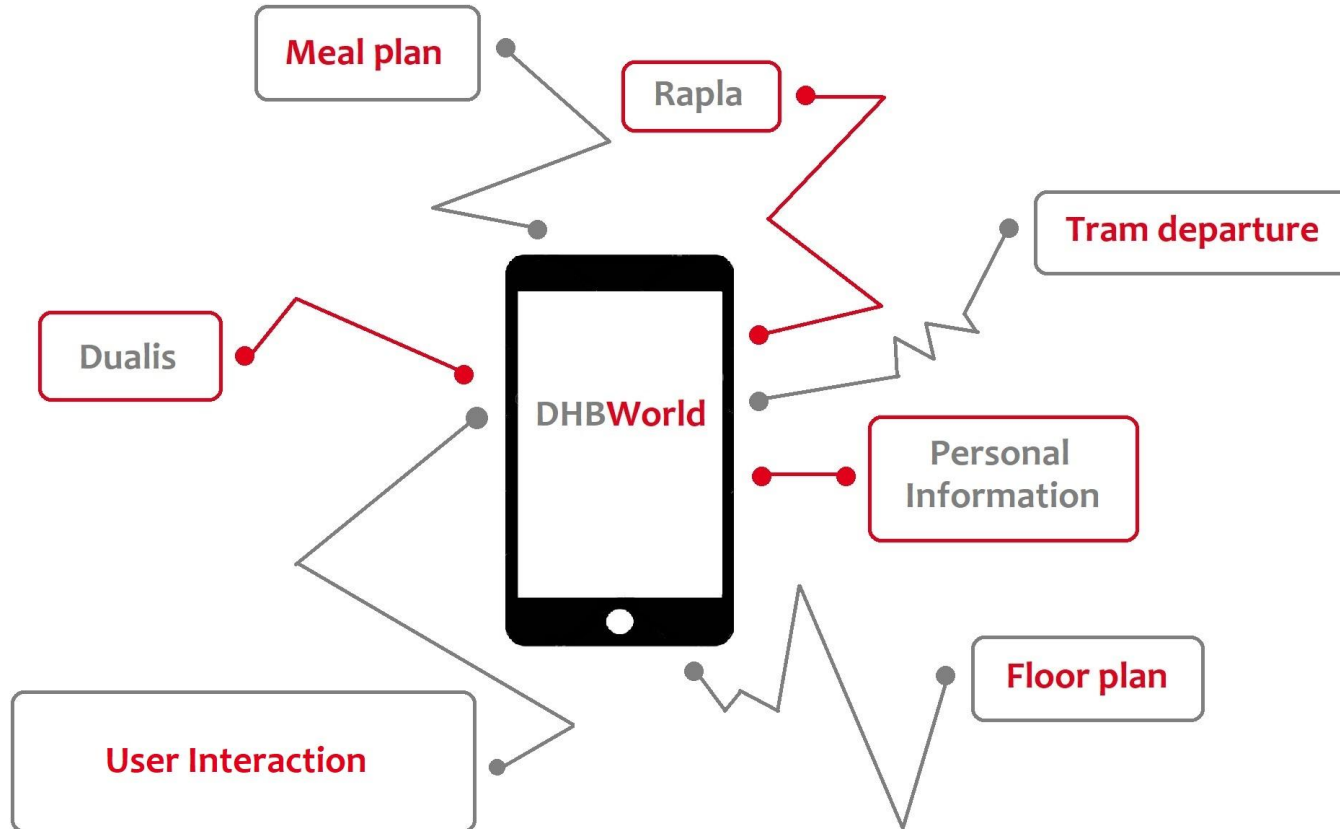 Meal plan
Rapla
Tram departure
Dualis
DHBWorld
Personal
Information
Floor plan
User Interaction